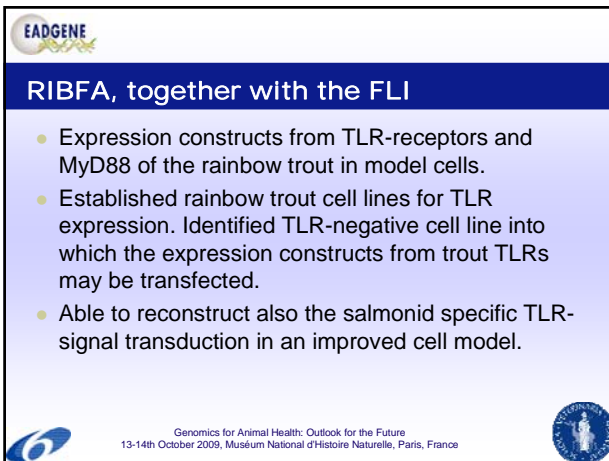 EADGENE
RIBFA, together with the FLI
Expression constructs from TLR-receptors and
MyD88 of the rainbow trout in model cells.
Established rainbow trout cell lines for TLR
expression. Identified TLR-negative cell line into
which the expression constructs from trout TLRs
may be transfected.
Able to reconstruct also the salmonid specific TLR-
signal transduction in an improved cell model.
Genomics for Animal Health: Outlook for the Future
13-14th October 2009, Muséum National d'Histoire Naturelle, Paris, France
6